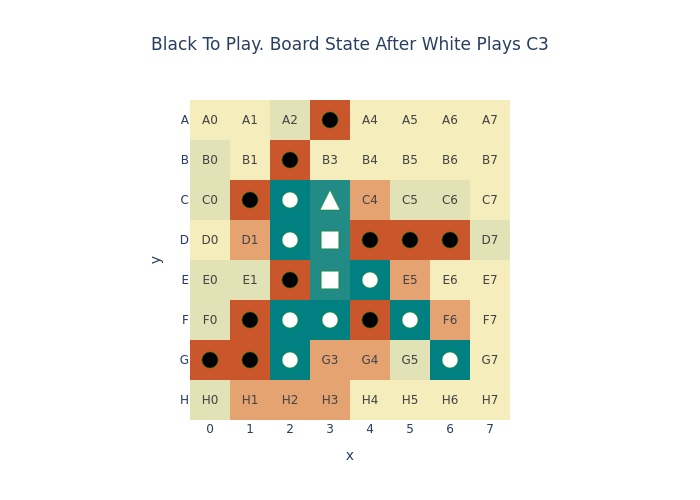 Black To Play. Board State After White Plays C3
A A0 A1 A2 A4 A5 A6 A7
B B0 B1 B3 B4 B5 B6 B7
C C0 C4 C5 C6 C7
D D0 D1 D7
E E0 E1 E5 E6 E7
F F0 F6 F7
G G3 G4 G5 G7
H H0 H1 H2 H3 H4 H5 H6 H7
0 1 2 3 4 5 6 7
x
y